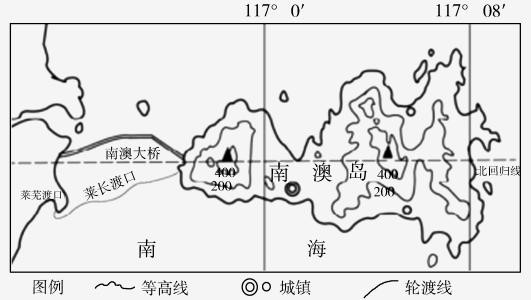 117° 0′ 117° 08′
南澳大桥
400
200
南 澳 岛
400
200
北回归线
莱芜渡口
莱长渡口
南 海
图例 等高线 城镇 轮渡线